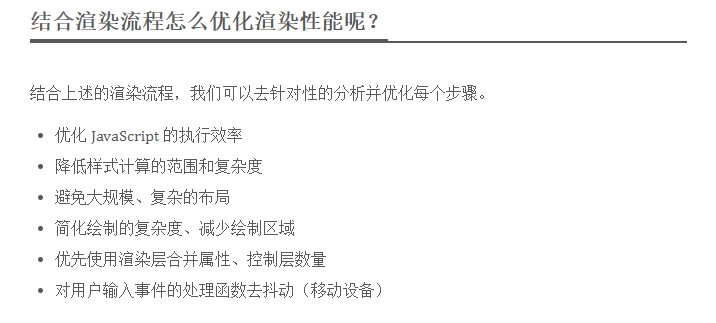 结合渲染流程怎么优化渲染性能呢？
结合上述的渲染流程，我们可以去针对性的分析并优化每个步骤。
• 优化 JavaScript 的执行效率
• 降低样式计算的范围和复杂度
• 避免大规模、复杂的布局
• 简化绘制的复杂度、减少绘制区域
• 优先使用渲染层合并属性、控制层数量
• 对用户输入事件的处理函数去抖动（移动设备）